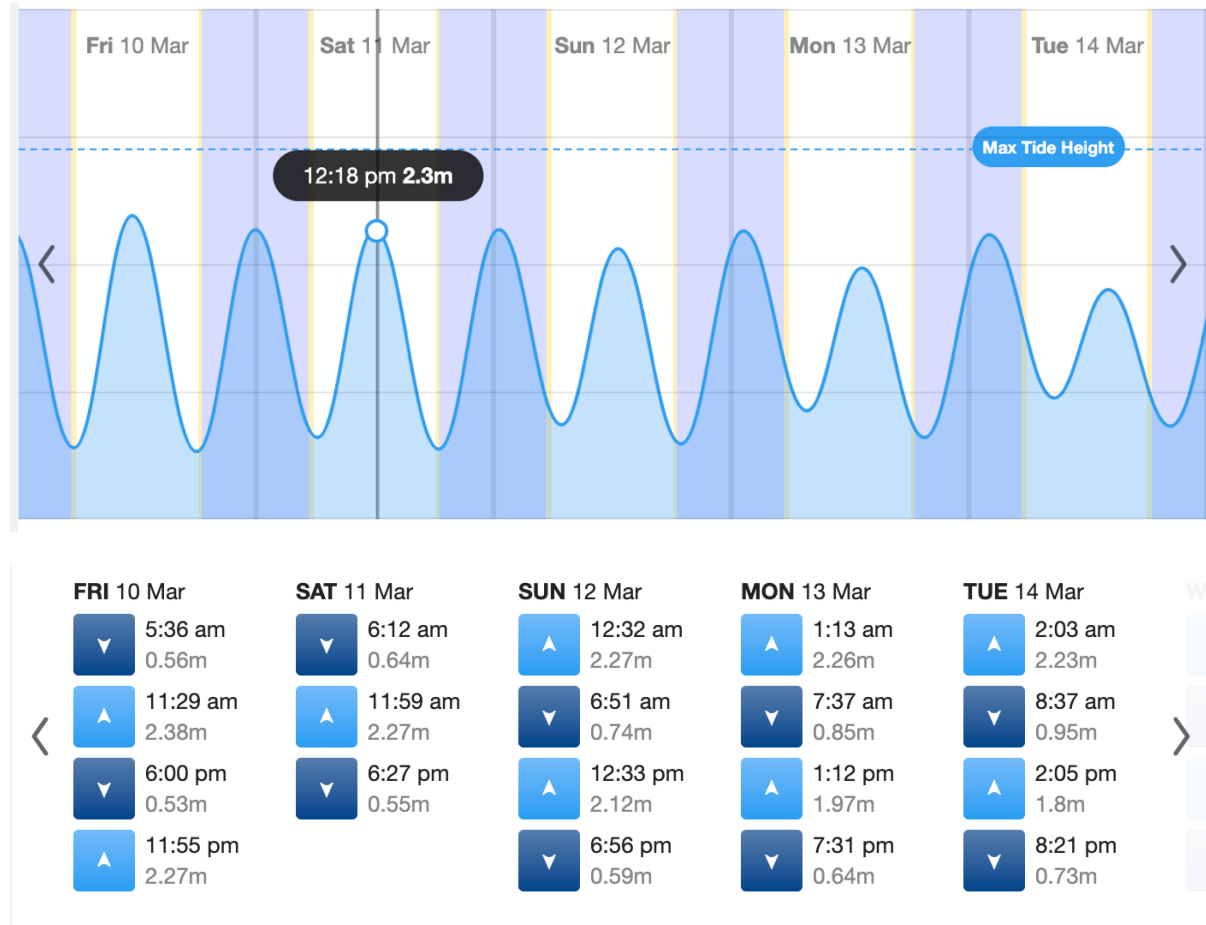 Fri 10 Mar
Sat 11 Mar
Sun 12 Mar
Mon 13 Mar
Tue 14 Mar
Max Tide Height
12:18 pm 2.3m
FRI 10 Mar
5:36 am
0.56m
11:29 am
2.38m
6:00 pm
0.53m
11:55 pm
2.27m
SAT 11 Mar
6:12 am
0.64m
11:59 am
2.27m
6:27 pm
0.55m
SUN 12 Mar
12:32 am
2.27m
6:51 am
0.74m
12:33 pm
2.12m
6:56 pm
0.59m
MON 13 Mar
1:13 am
2.26m
7:37 am
0.85m
1:12 pm
1.97m
7:31 pm
0.64m
TUE 14 Mar
2:03 am
2.23m
8:37 am
0.95m
2:05 pm
1.8m
8:21 pm
0.73m
W